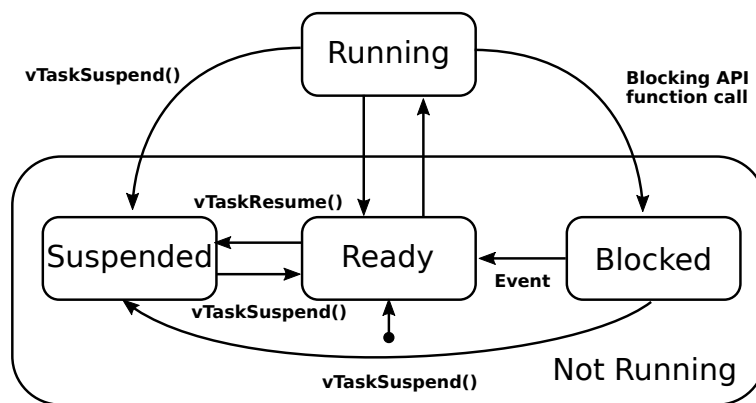 Running
vTaskSuspend()
Blocking API
function call
vTaskResume()
Suspended
Ready
Blocked
Event
vTaskSuspend()
Not Running
vTaskSuspend()